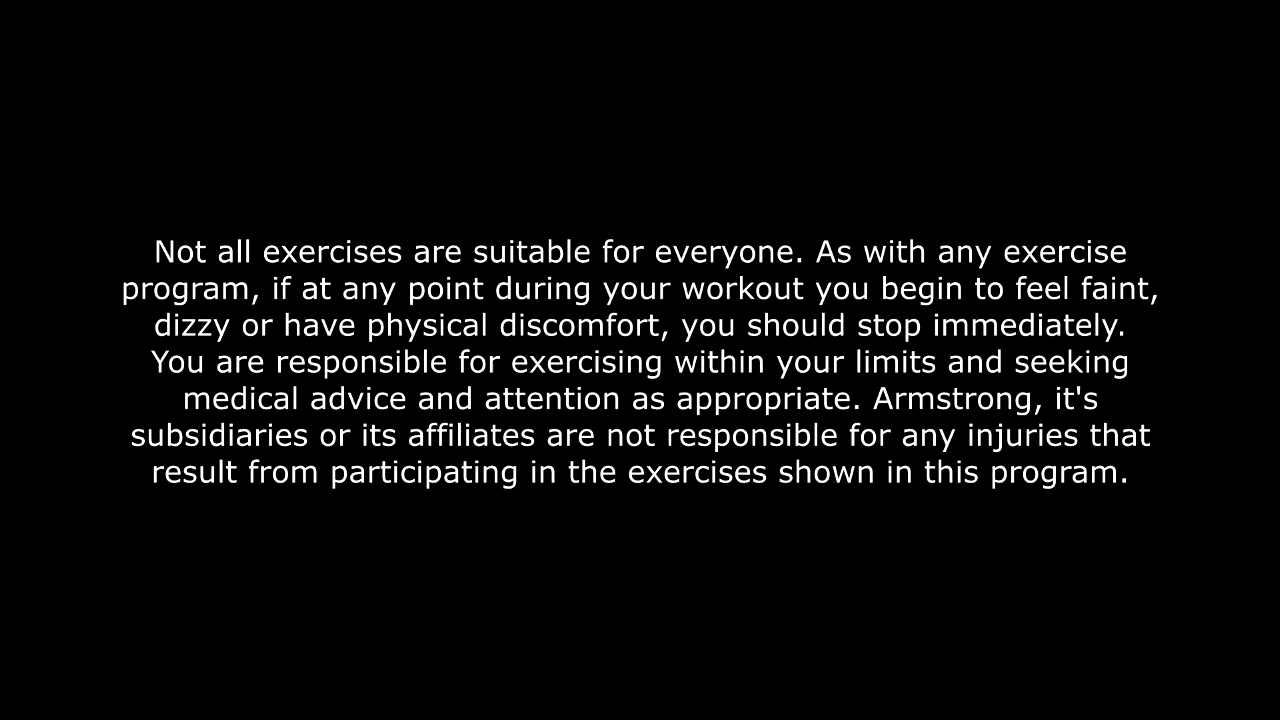 Not all exercises are suitable for everyone. As with any exercise
program, if at any point during your workout you begin to feel faint,
dizzy or have physical discomfort, you should stop immediately.
You are responsible for exercising within your limits and seeking
medical advice and attention as appropriate. Armstrong, it's
subsidiaries or its affiliates are not responsible for any injuries that
result from participating in the exercises shown in this program.